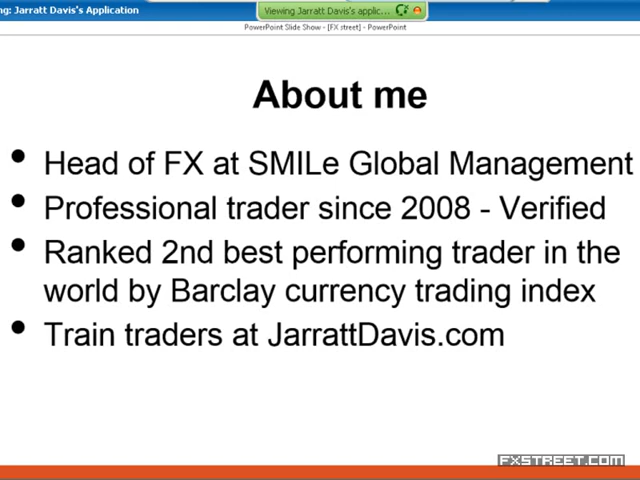 ng: Jarratt Davis's Application
Viewing Jarratt Davis's applic...
PowerPoint Slide Show - [FX street] - PowerPoint
About me
• Head of FX at SMILe Global Management
• Professional trader since 2008 - Verified
• Ranked 2nd best performing trader in the
world by Barclay currency trading index
• Train traders at JarrattDavis.com
FXSTREET.COM